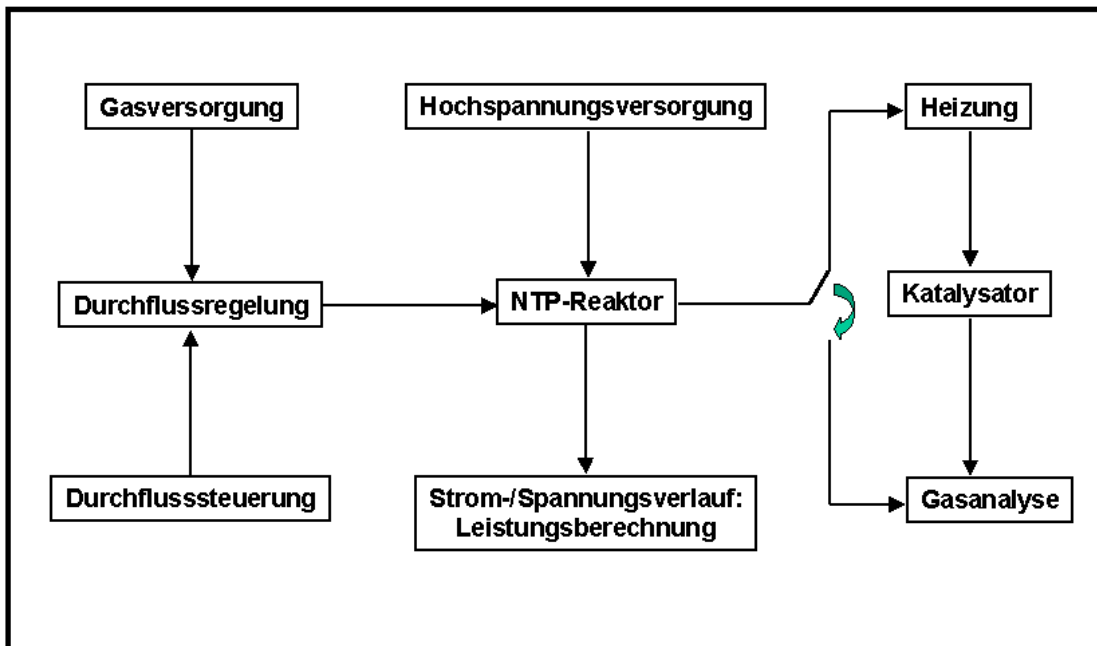 Gasversorgung
Hochspannungsversorgung
Heizung
Durchflussregelung
NTP-Reaktor
Katalysator
Durchflusssteuerung
Strom-/Spannungsverlauf:
Leistungsberechnung
Gasanalyse